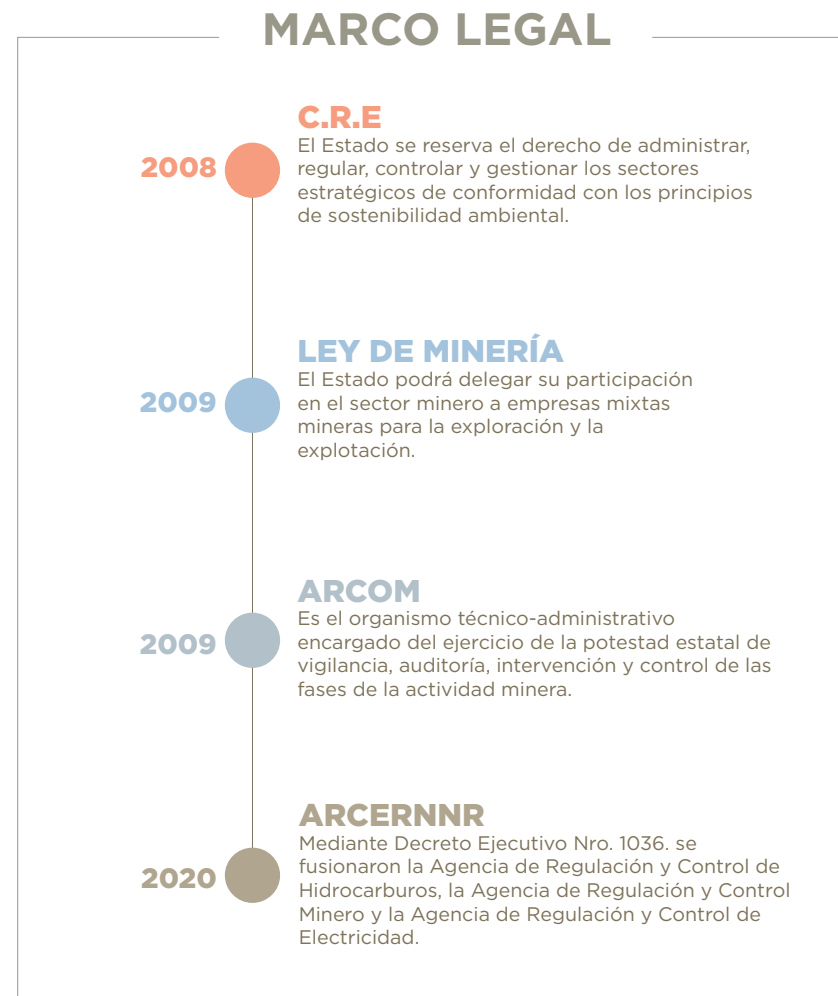 MARCO LEGAL
2008
C.R.E
El Estado se reserva el derecho de administrar,
regular, controlar y gestionar los sectores
estratégicos de conformidad con los principios
de sostenibilidad ambiental.
2009
LEY DE MINERÍA
El Estado podrá delegar su participación
en el sector minero a empresas mixtas
mineras para la exploración y la
explotación.
2009
ARCOM
Es el organismo técnico-administrativo
encargado del ejercicio de la potestad estatal de
vigilancia, auditoría, intervención y control de las
fases de la actividad minera.
2020
ARCERNNR
Mediante Decreto Ejecutivo Nro. 1036. se
fusionaron la Agencia de Regulación y Control de
Hidrocarburos, la Agencia de Regulación y Control
Minero y la Agencia de Regulación y Control de
Electricidad.